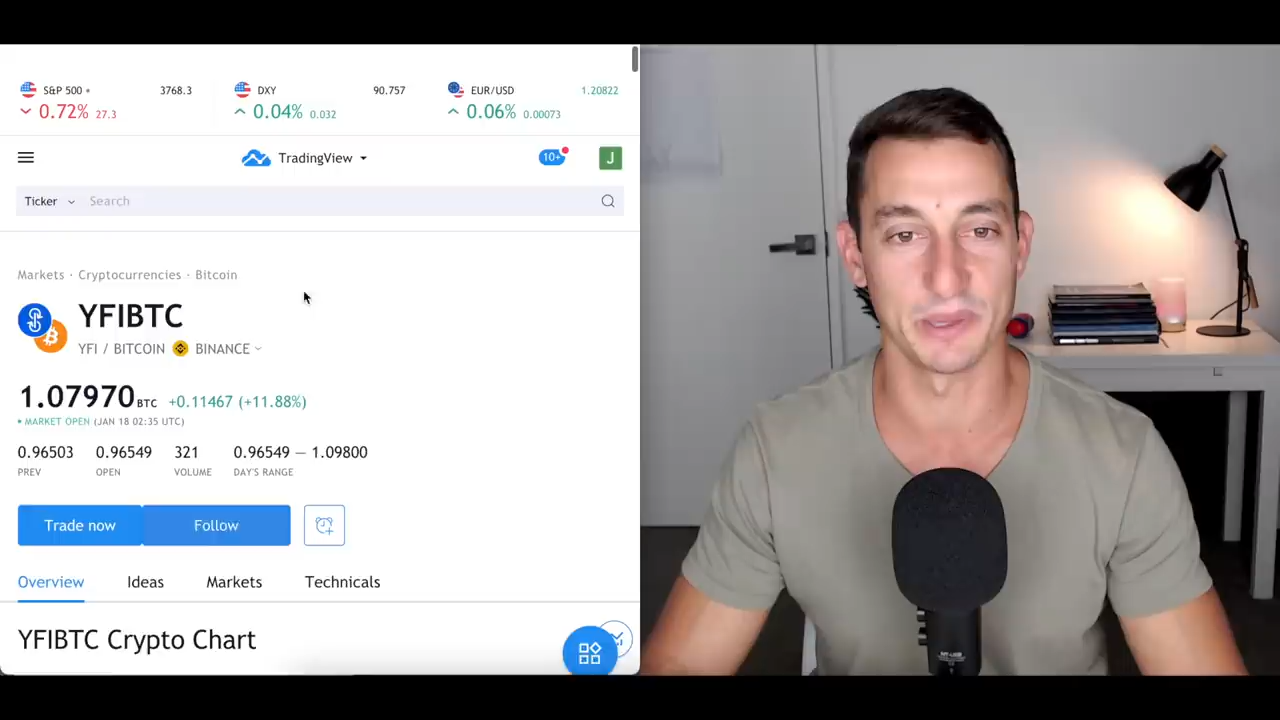 S&P 500 3768.3 DXY 90.757 EUR/USD 1.20822
0.72% 27.3 0.04% 0.032 0.06% 0.00073
TradingView 10+ J
Ticker Search
Markets · Cryptocurrencies · Bitcoin
YFIBTC
YFI / BITCOIN BINANCE
1.07970 BTC +0.11467 (+11.88%)
• MARKET OPEN (JAN 18 02:35 UTC)
0.96503 0.96549 321 0.96549 — 1.09800
PREV OPEN VOLUME DAY'S RANGE
Trade now Follow
Overview Ideas Markets Technicals
YFIBTC Crypto Chart